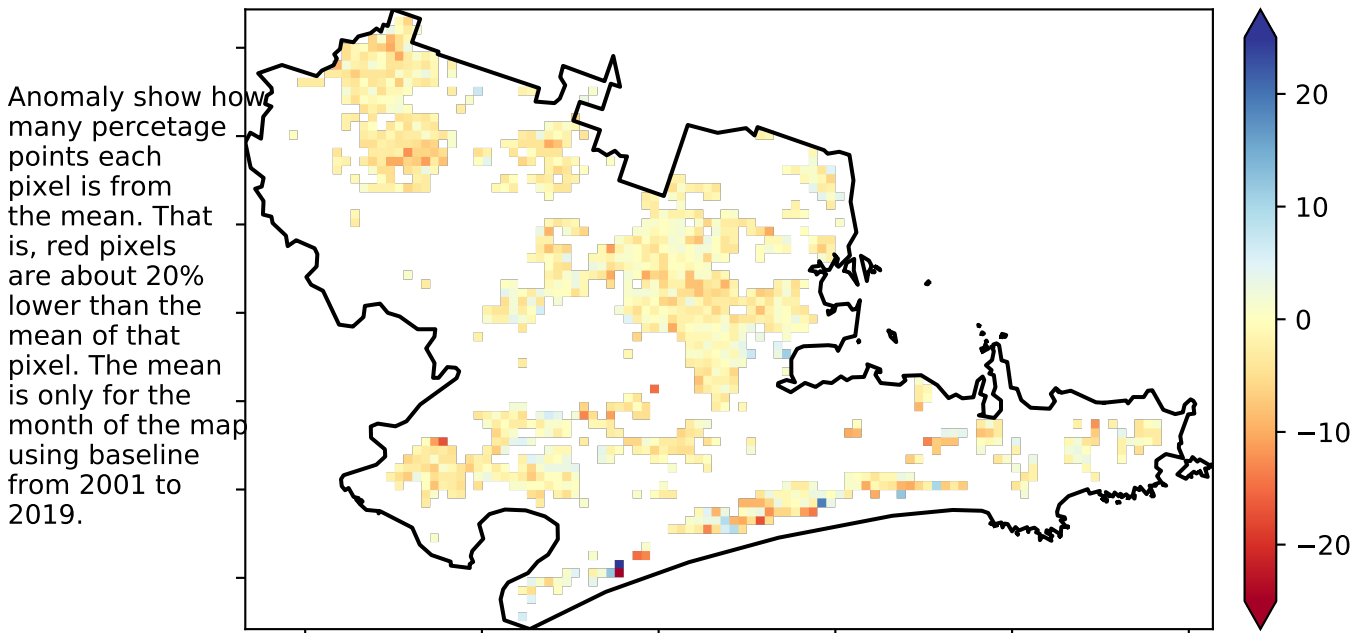 Anomaly show how
many percetage
points each
pixel is from
the mean. That
is, red pixels
are about 20%
lower than the
mean of that
pixel. The mean
is only for the
month of the map
using baseline
from 2001 to
2019.
20
10
0
−10
−20